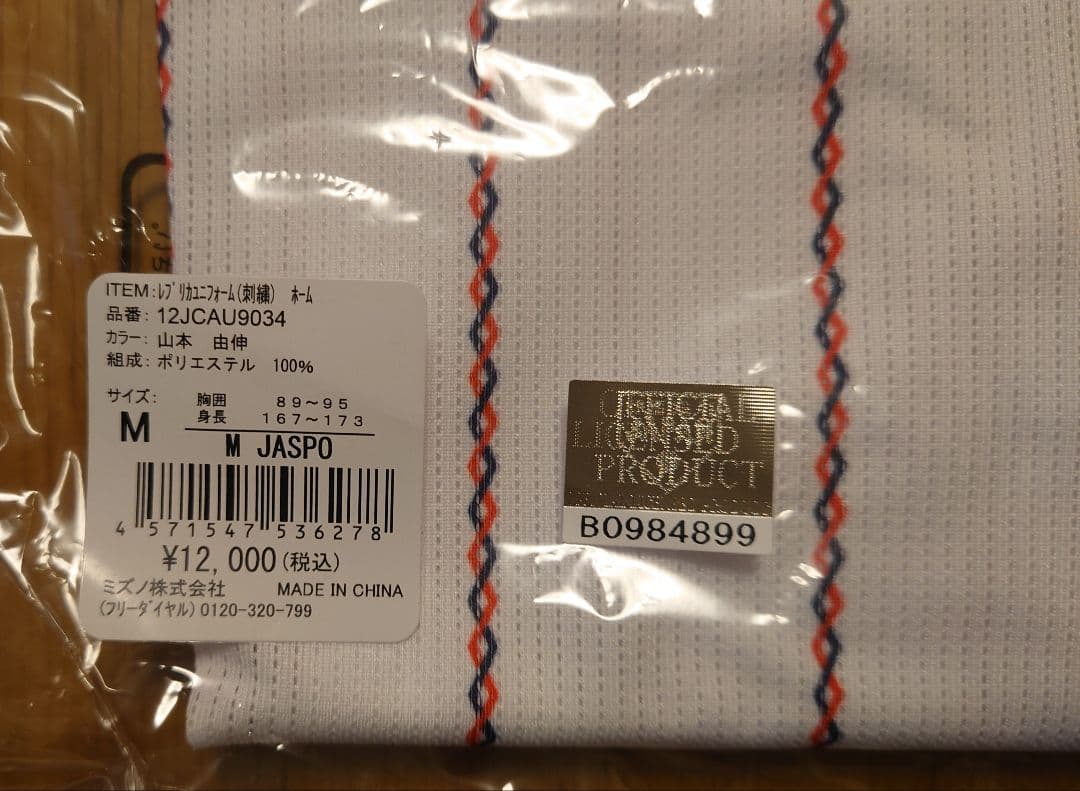 ITEM:ﾚﾌﾟﾘｶﾕﾆﾌｫｰﾑ(刺繍) ﾎｰﾑ
品番: 12JCAU9034
カラー: 山本 由伸
組成: ポリエステル 100%
サイズ: M
胸囲 89~95
身長 167~173
M JASPO
4 571547 536278
¥12,000(税込)
ミズノ株式会社 MADE IN CHINA
(フリーダイヤル)0120-320-799
OFFICIAL
LICENSED
PRODUCT
B0984899